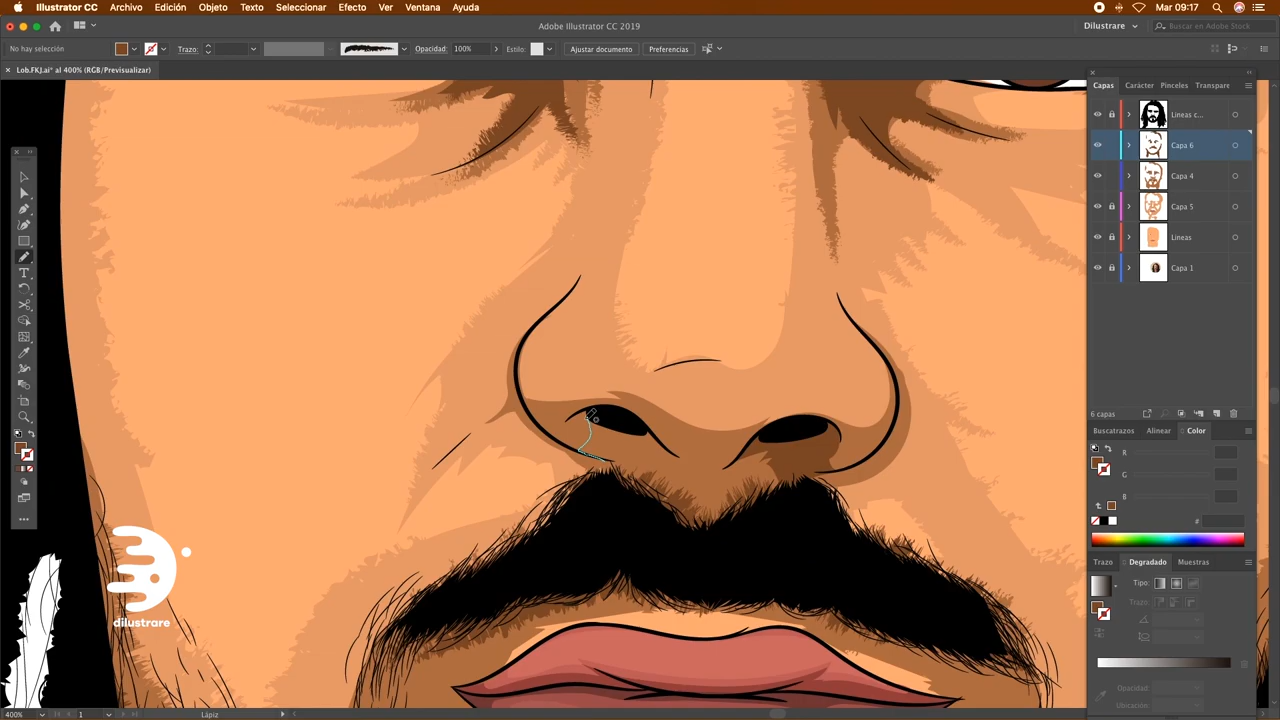 Illustrator CC Archivo Edición Objeto Texto Seleccionar Efecto Ver Ventana Ayuda Mar 09:17
Adobe Illustrator CC 2019 Dilustrare Buscar en Adobe Stock
No hay selección Trazo: Opacidad: 100% Estilo: Ajustar documento Preferencias
Lob.FKJ.ai* al 400% (RGB/Previsualizar)
Capas Carácter Pinceles Transpare
Lineas c...
Capa 6
Capa 4
Capa 5
Lineas
Capa 1
6 capas
Buscatrazos Alinear Color
R
G
B
#
Trazo Degradado Muestras
Tipo:
Trazo:
Opacidad:
Ubicación:
dilustrare
400% 1 Lápiz